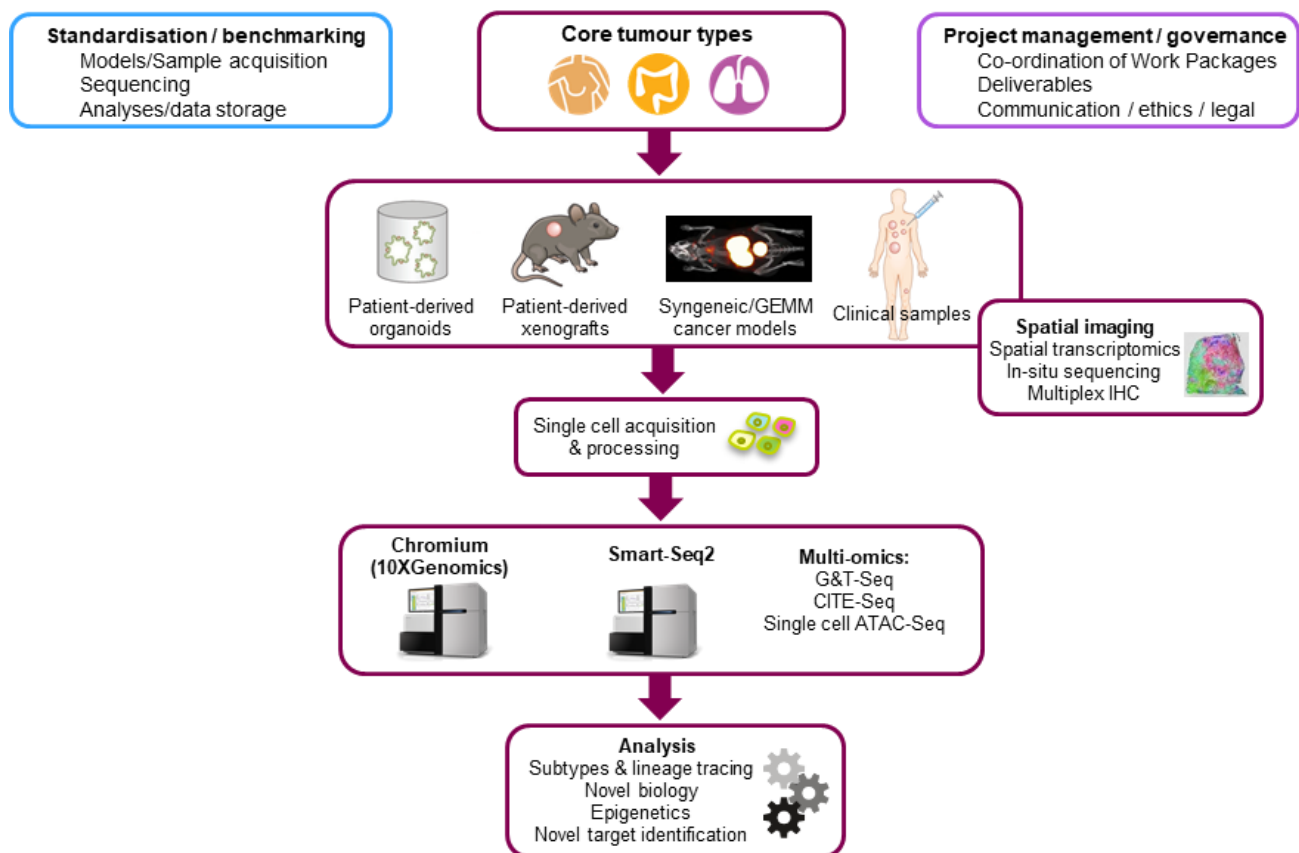 Standardisation / benchmarking
Models/Sample acquisition
Sequencing
Analyses/data storage
Core tumour types
Project management / governance
Co-ordination of Work Packages
Deliverables
Communication / ethics / legal
Patient-derived
organoids
Patient-derived
xenografts
Syngeneic/GEMM
cancer models
Clinical samples
Spatial imaging
Spatial transcriptomics
In-situ sequencing
Multiplex IHC
Single cell acquisition
& processing
Chromium
(10XGenomics)
Smart-Seq2
Multi-omics:
G&T-Seq
CITE-Seq
Single cell ATAC-Seq
Analysis
Subtypes & lineage tracing
Novel biology
Epigenetics
Novel target identification